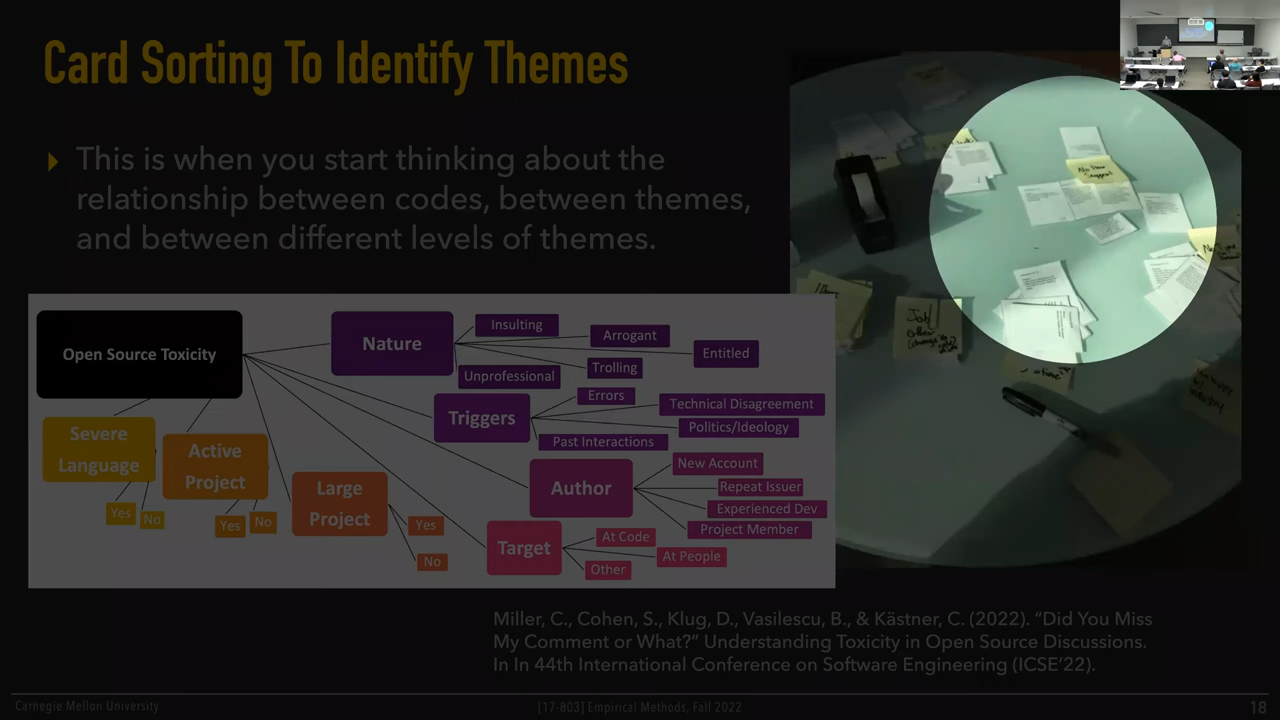 Card Sorting To Identify Themes
This is when you start thinking about the
relationship between codes, between themes,
and between different levels of themes.
Open Source Toxicity
Nature
Insulting
Arrogant
Entitled
Trolling
Unprofessional
Triggers
Errors
Technical Disagreement
Politics/Ideology
Past Interactions
Severe
Language
Yes
No
Active
Project
Yes
No
Large
Project
Yes
No
Author
New Account
Repeat Issuer
Experienced Dev
Project Member
Target
At Code
At People
Other
Miller, C., Cohen, S., Klug, D., Vasilescu, B., & Kästner, C. (2022). “Did You Miss
My Comment or What?” Understanding Toxicity in Open Source Discussions.
In In 44th International Conference on Software Engineering (ICSE’22).
Carnegie Mellon University
[17-803] Empirical Methods, Fall 2022
18